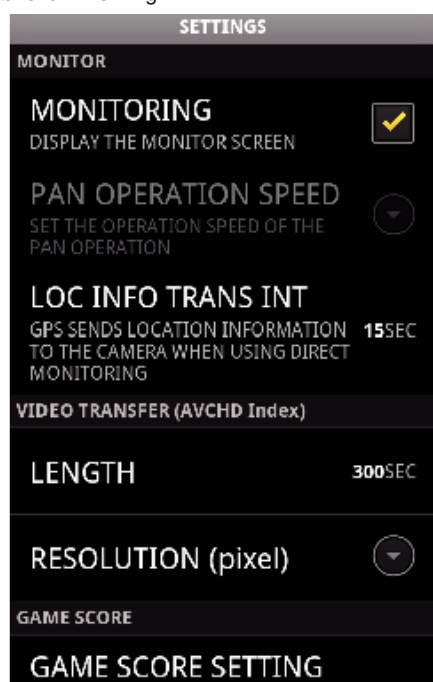 SETTINGS
MONITOR
MONITORING
DISPLAY THE MONITOR SCREEN
PAN OPERATION SPEED
SET THE OPERATION SPEED OF THE
PAN OPERATION
LOC INFO TRANS INT
GPS SENDS LOCATION INFORMATION 15SEC
TO THE CAMERA WHEN USING DIRECT
MONITORING
VIDEO TRANSFER (AVCHD Index)
LENGTH 300SEC
RESOLUTION (pixel)
GAME SCORE
GAME SCORE SETTING